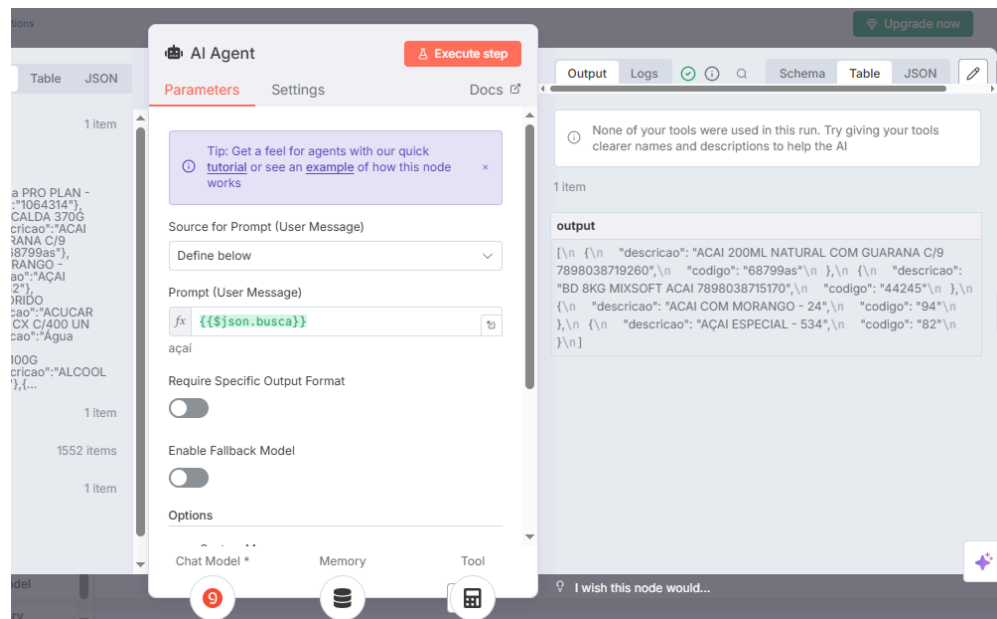 tions
Upgrade now
Table JSON
1 item
a PRO PLAN -
:"1064314"},
CALDA 370G
cricao":"ACAI
RANA C/9
68799as"},
RANGO -
ao":"AÇAI
2"},
ORIDO
cao":"ACUCAR
CX C/400 UN
cao":"Água
100G
cricao":"ALCOOL
"},{...
1 item
1552 items
1 item
AI Agent
Execute step
Parameters Settings Docs
Tip: Get a feel for agents with our quick
tutorial or see an example of how this node
works
×
Source for Prompt (User Message)
Define below
Prompt (User Message)
fx {{$json.busca}}
açaí
Require Specific Output Format
Enable Fallback Model
Options
Chat Model * Memory Tool
9
Output Logs Schema Table JSON
None of your tools were used in this run. Try giving your tools
clearer names and descriptions to help the AI
1 item
output
[\n {\n "descricao": "ACAI 200ML NATURAL COM GUARANA C/9
7898038719260",\n "codigo": "68799as"\n },\n {\n "descricao":
"BD 8KG MIXSOFT ACAI 7898038715170",\n "codigo": "44245"\n },\n
{\n "descricao": "ACAI COM MORANGO - 24",\n "codigo": "94"\n
},\n {\n "descricao": "AÇAI ESPECIAL - 534",\n "codigo": "82"\n
}\n]
I wish this node would...